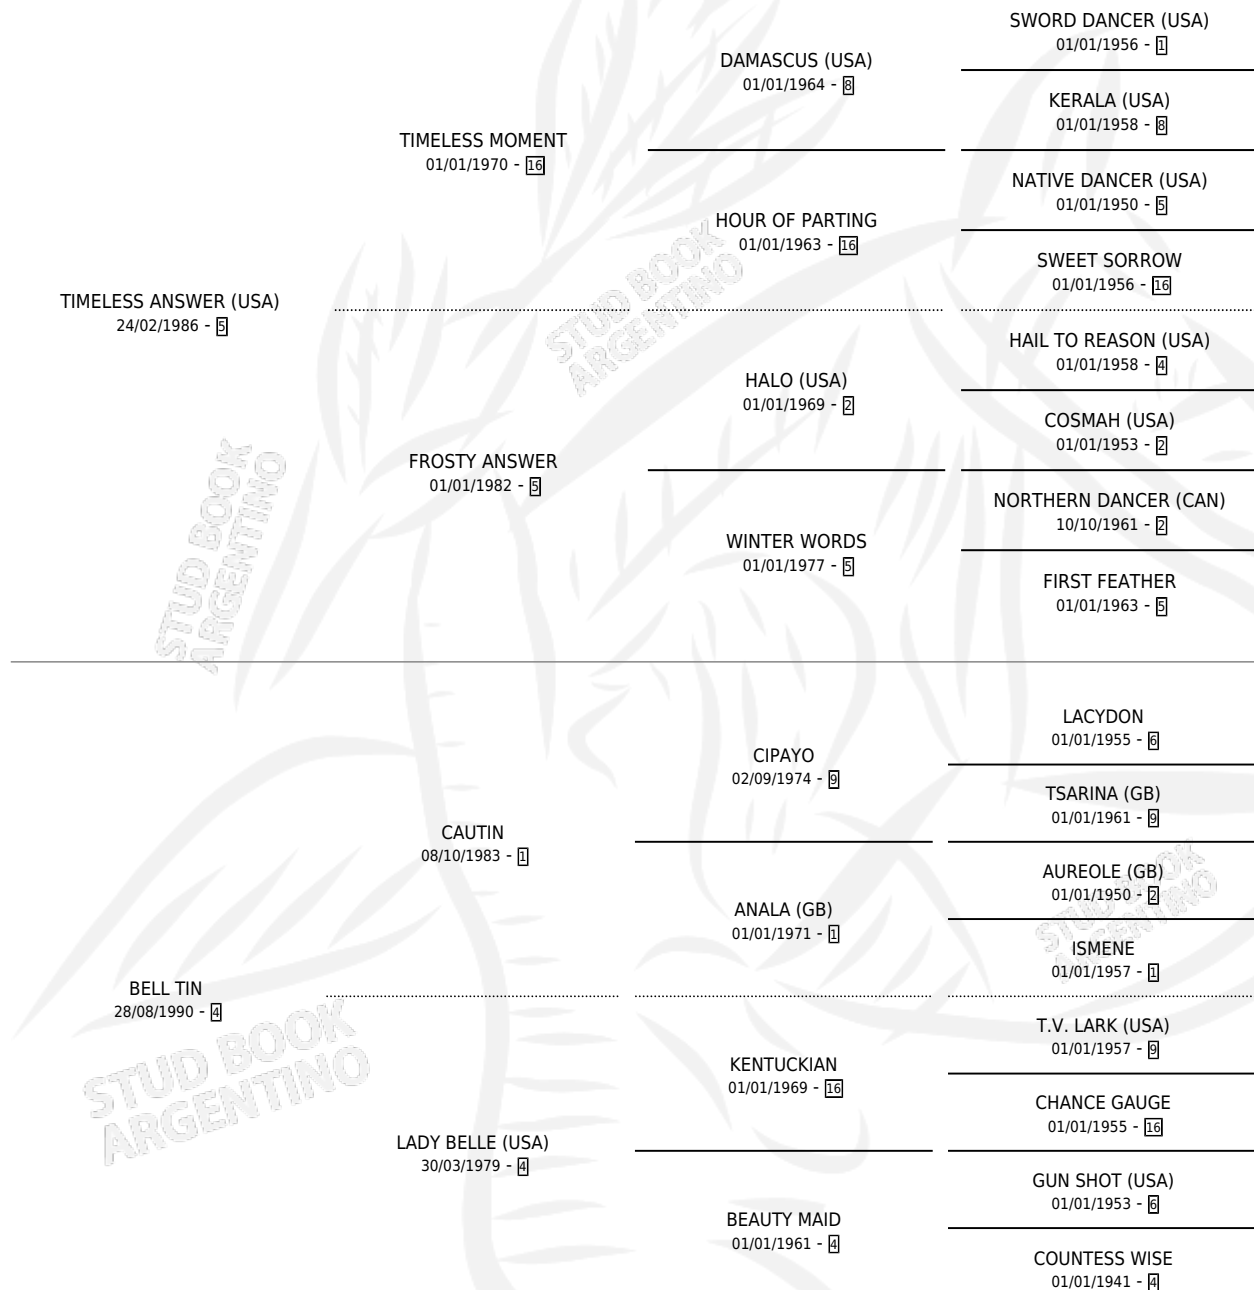 SWORD DANCER (USA)
01/01/1956 - 1
DAMASCUS (USA)
01/01/1964 - 8
KERALA (USA)
01/01/1958 - 8
TIMELESS MOMENT
01/01/1970 - 16
NATIVE DANCER (USA)
01/01/1950 - 5
HOUR OF PARTING
01/01/1963 - 16
SWEET SORROW
01/01/1956 - 16
TIMELESS ANSWER (USA)
24/02/1986 - 5
HAIL TO REASON (USA)
01/01/1958 - 4
HALO (USA)
01/01/1969 - 2
COSMAH (USA)
01/01/1953 - 2
FROSTY ANSWER
01/01/1982 - 5
NORTHERN DANCER (CAN)
10/10/1961 - 2
WINTER WORDS
01/01/1977 - 5
FIRST FEATHER
01/01/1963 - 5
LACYDON
01/01/1955 - 6
CIPAYO
02/09/1974 - 9
TSARINA (GB)
01/01/1961 - 9
CAUTIN
08/10/1983 - 1
AUREOLE (GB)
01/01/1950 - 2
ANALA (GB)
01/01/1971 - 1
ISMENE
01/01/1957 - 1
BELL TIN
28/08/1990 - 4
T.V. LARK (USA)
01/01/1957 - 9
KENTUCKIAN
01/01/1969 - 16
CHANCE GAUGE
01/01/1955 - 16
LADY BELLE (USA)
30/03/1979 - 4
GUN SHOT (USA)
01/01/1953 - 6
BEAUTY MAID
01/01/1961 - 4
COUNTESS WISE
01/01/1941 - 4
STUD BOOK
ARGENTINO
STUD BOOK
ARGENTINO
STUD BOOK
ARGENTINO
STUD BOOK
ARGENTINO